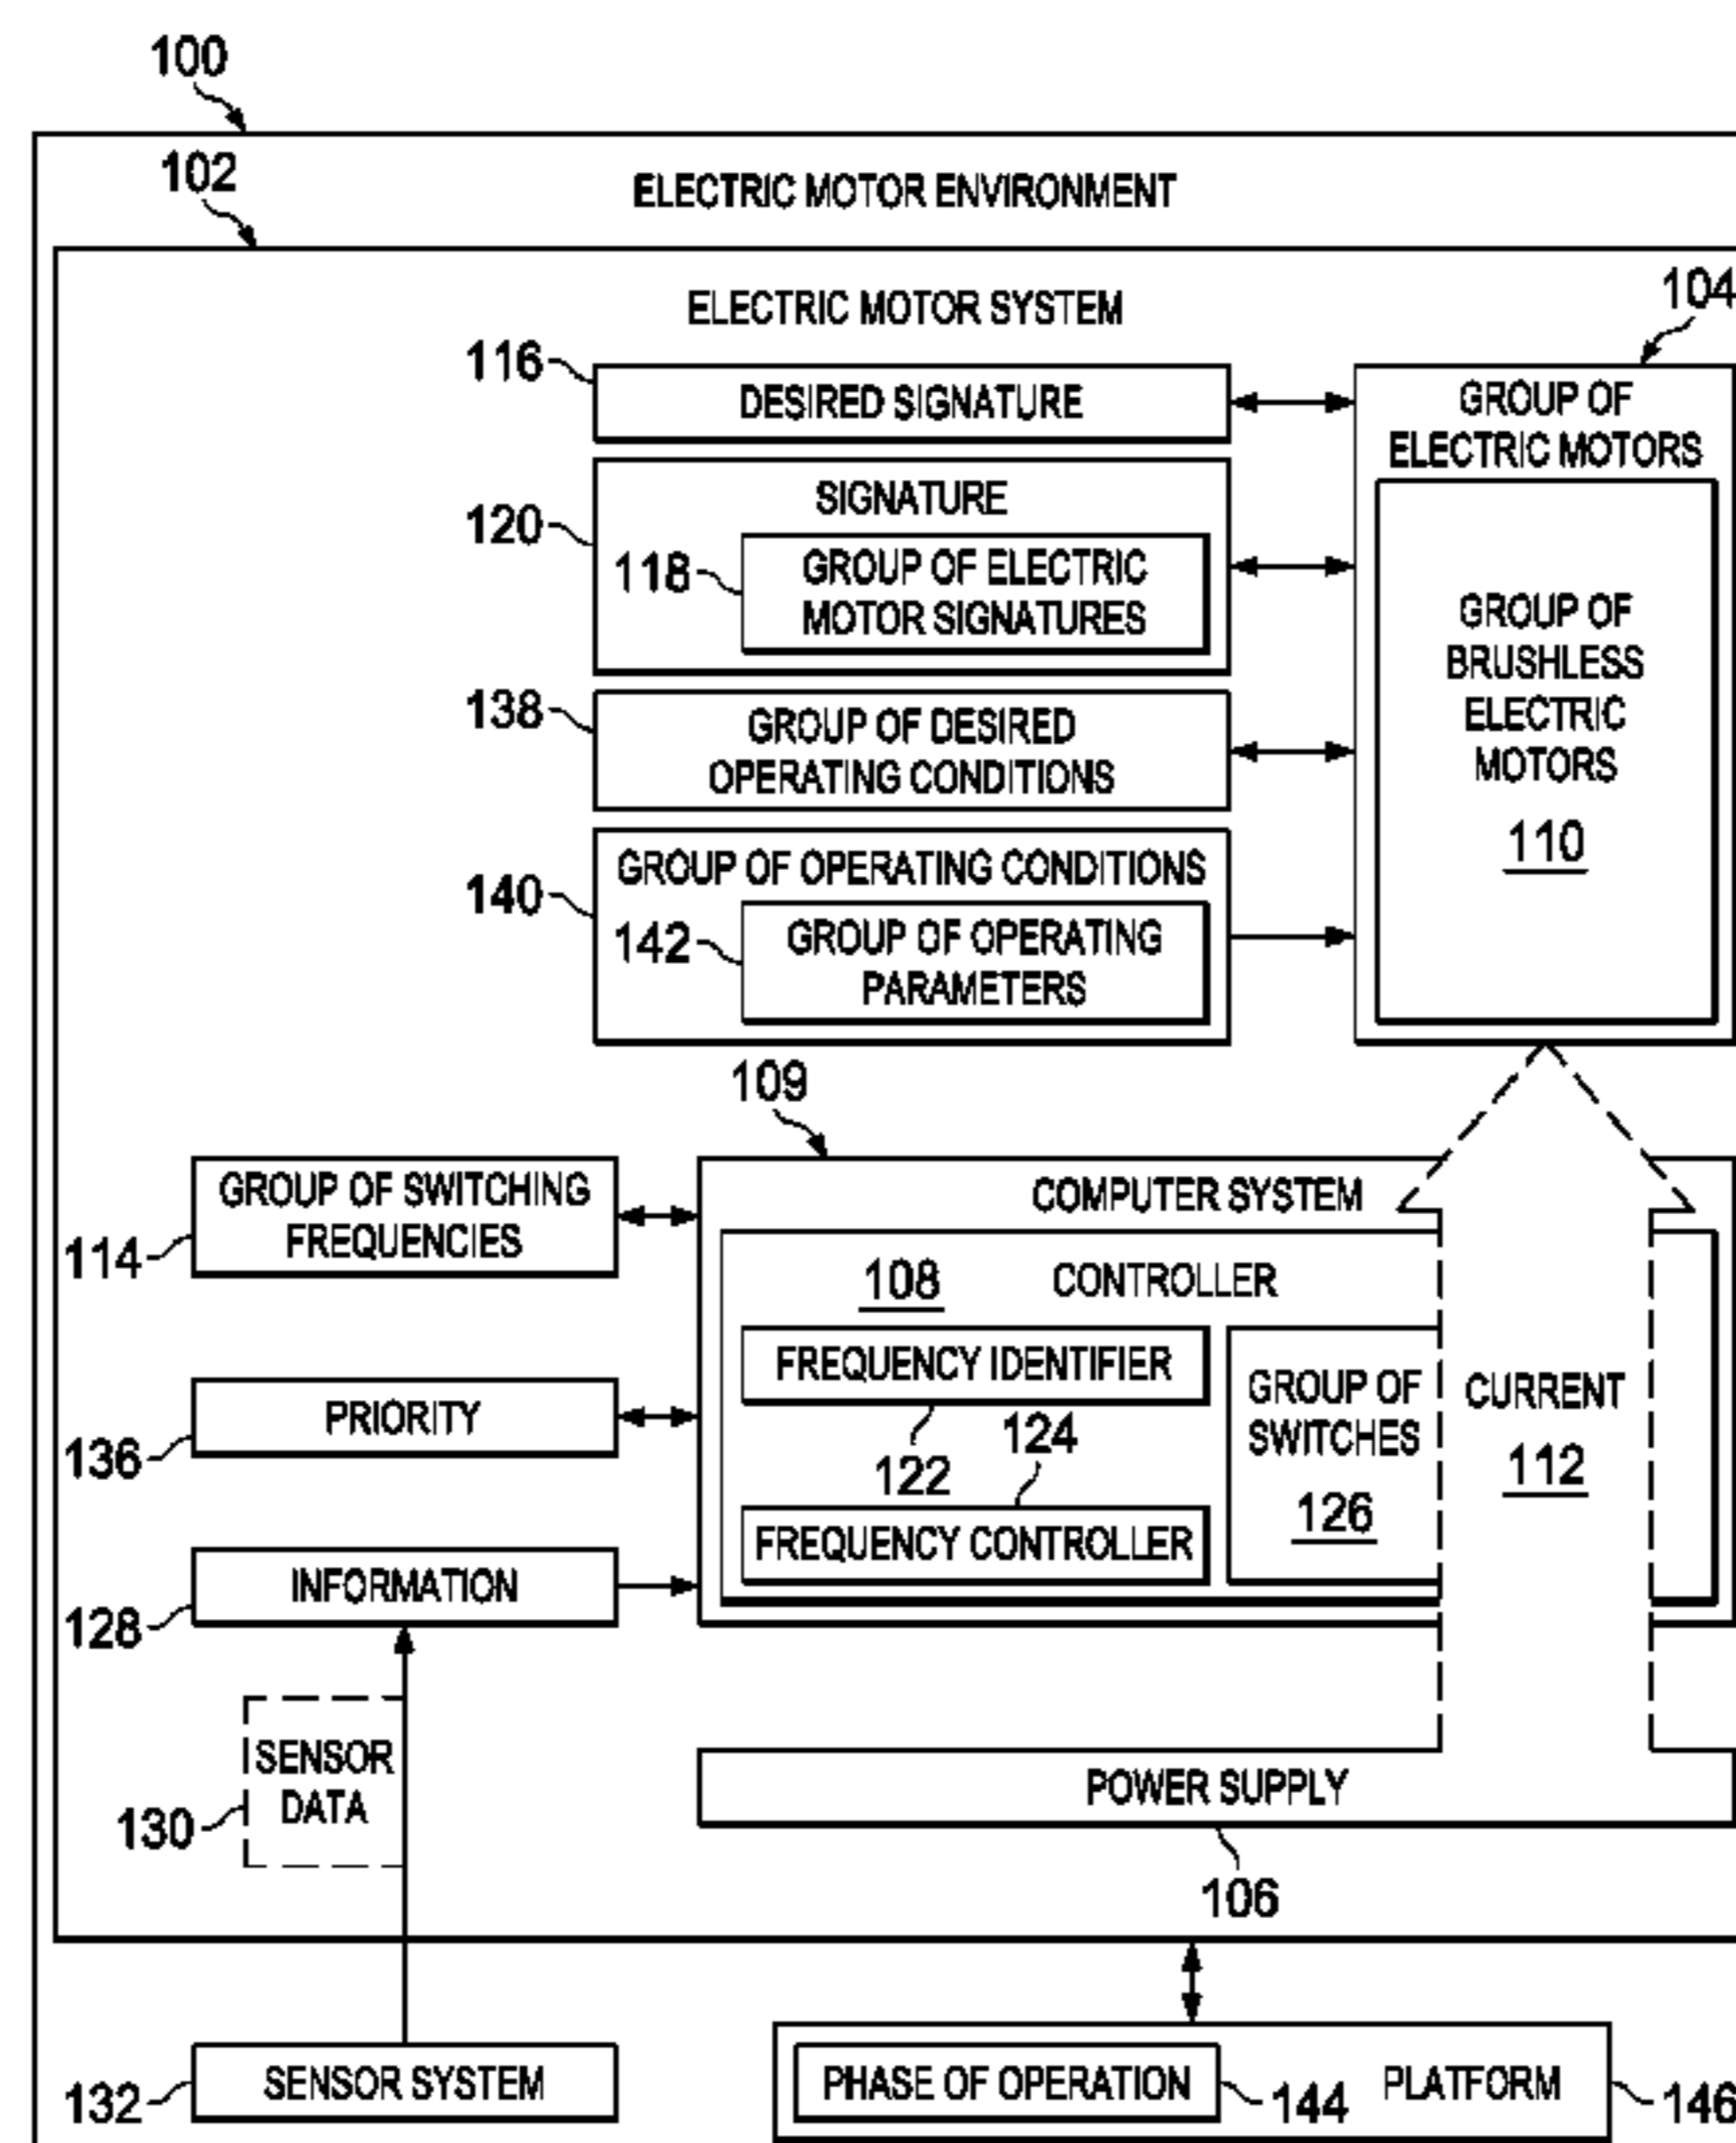 100
102
ELECTRIC MOTOR ENVIRONMENT
ELECTRIC MOTOR SYSTEM
104
116
DESIRED SIGNATURE
GROUP OF
ELECTRIC MOTORS
120
SIGNATURE
118
GROUP OF ELECTRIC
MOTOR SIGNATURES
GROUP OF
BRUSHLESS
ELECTRIC
MOTORS
110
138
GROUP OF DESIRED
OPERATING CONDITIONS
140
GROUP OF OPERATING CONDITIONS
142
GROUP OF OPERATING
PARAMETERS
109
GROUP OF SWITCHING
FREQUENCIES
114
COMPUTER SYSTEM
108
CONTROLLER
FREQUENCY IDENTIFIER
122
124
FREQUENCY CONTROLLER
GROUP OF
SWITCHES
126
CURRENT
112
PRIORITY
136
INFORMATION
128
SENSOR
DATA
130
POWER SUPPLY
106
SENSOR SYSTEM
132
PHASE OF OPERATION
144
PLATFORM
146